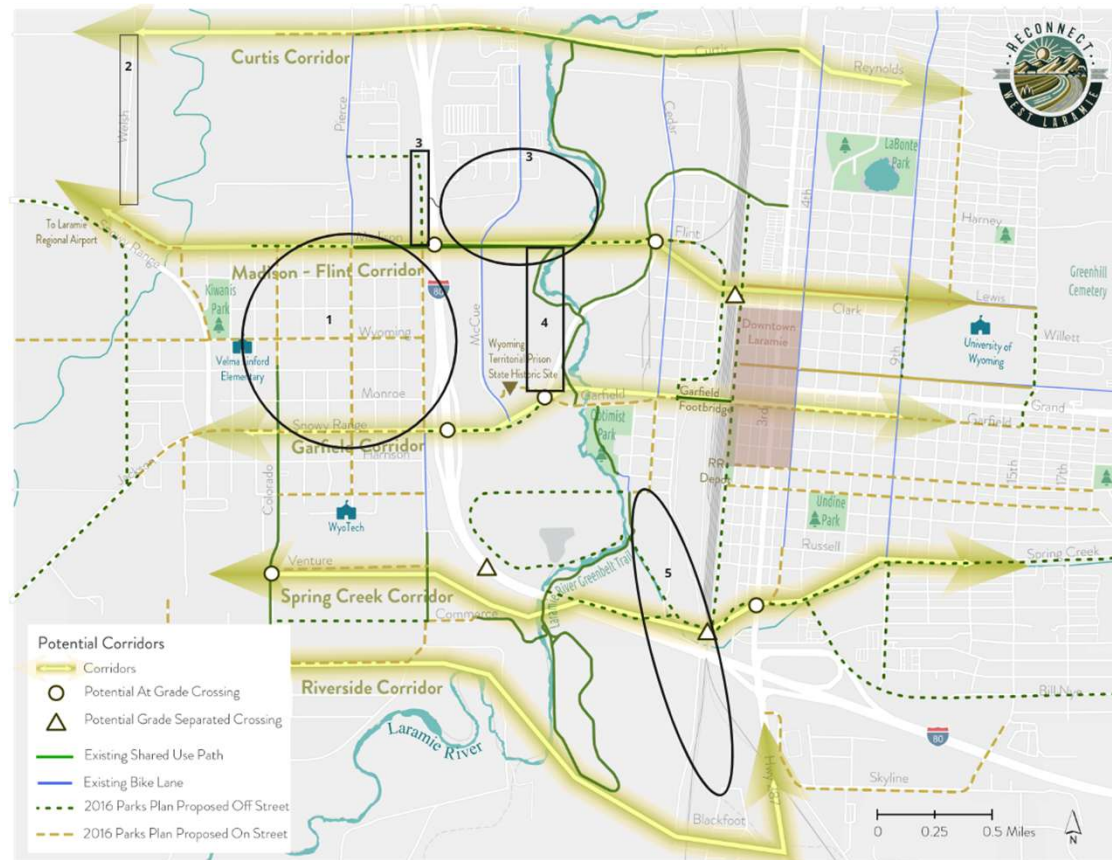 RECONNECT
WEST LARAMIE
Curtis Corridor
Curtis
Reynolds
2
Welsh
Pierce
3
3
Cedar
4th
LaBonte
Park
Harney
To Laramie
Regional Airport
Snowy Range
Madison
Flint
Madison - Flint Corridor
80
Kiwanis
Park
1
Wyoming
McCue
4
Wyoming
Territorial Prison
State Historic Site
Downtown
Laramie
Clark
Lewis
9th
Greenhill
Cemetery
Willett
University of
Wyoming
Velma Linford
Elementary
Monroe
Garfield
Garfield
Footbridge
3rd
Grand
Garfield
Snowy Range
Garfield Corridor
Harrison
Optimist
Park
RR
Depot
15th
17th
Colorado
WyoTech
Undine
Park
Russell
Venture
Spring Creek
Spring Creek Corridor
Laramie River Greenbelt Trail
5
Commerce
Riverside Corridor
Bill Nye
Laramie River
80
Skyline
Hwy 287
Blackfoot
Potential Corridors
Corridors
Potential At Grade Crossing
Potential Grade Separated Crossing
Existing Shared Use Path
Existing Bike Lane
2016 Parks Plan Proposed Off Street
2016 Parks Plan Proposed On Street
0 0.25 0.5 Miles
N